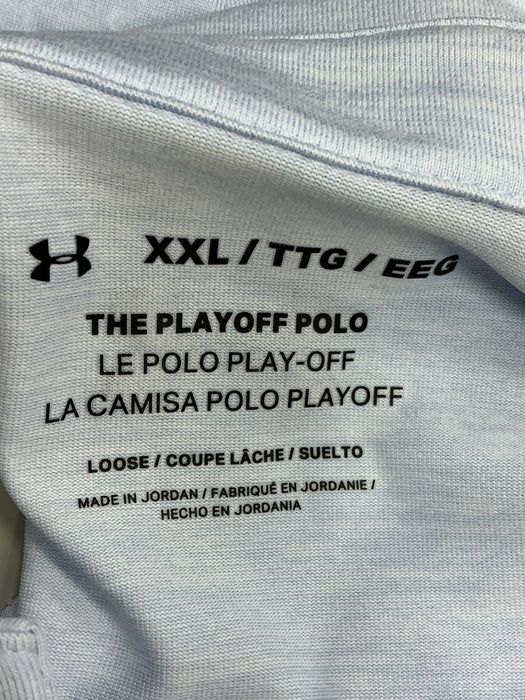 XXL / TTG / EEG
THE PLAYOFF POLO
LE POLO PLAY-OFF
LA CAMISA POLO PLAYOFF
LOOSE / COUPE LÂCHE / SUELTO
MADE IN JORDAN / FABRIQUÉ EN JORDANIE /
HECHO EN JORDANIA